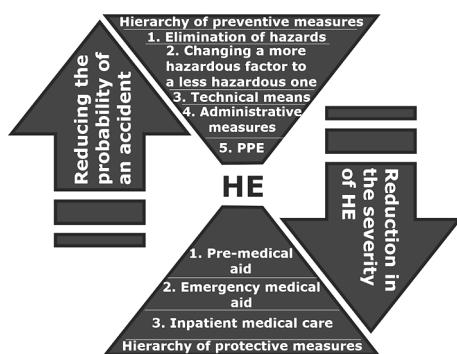 Hierarchy of preventive measures
1. Elimination of hazards
2. Changing a more
hazardous factor to
a less hazardous one
3. Technical means
4. Administrative
measures
5. PPE
Reducing the
probability of
an accident
HE
Reduction in
the severity
of HE
1. Pre-medical
aid
2. Emergency medical
aid
3. Inpatient medical care
Hierarchy of protective measures